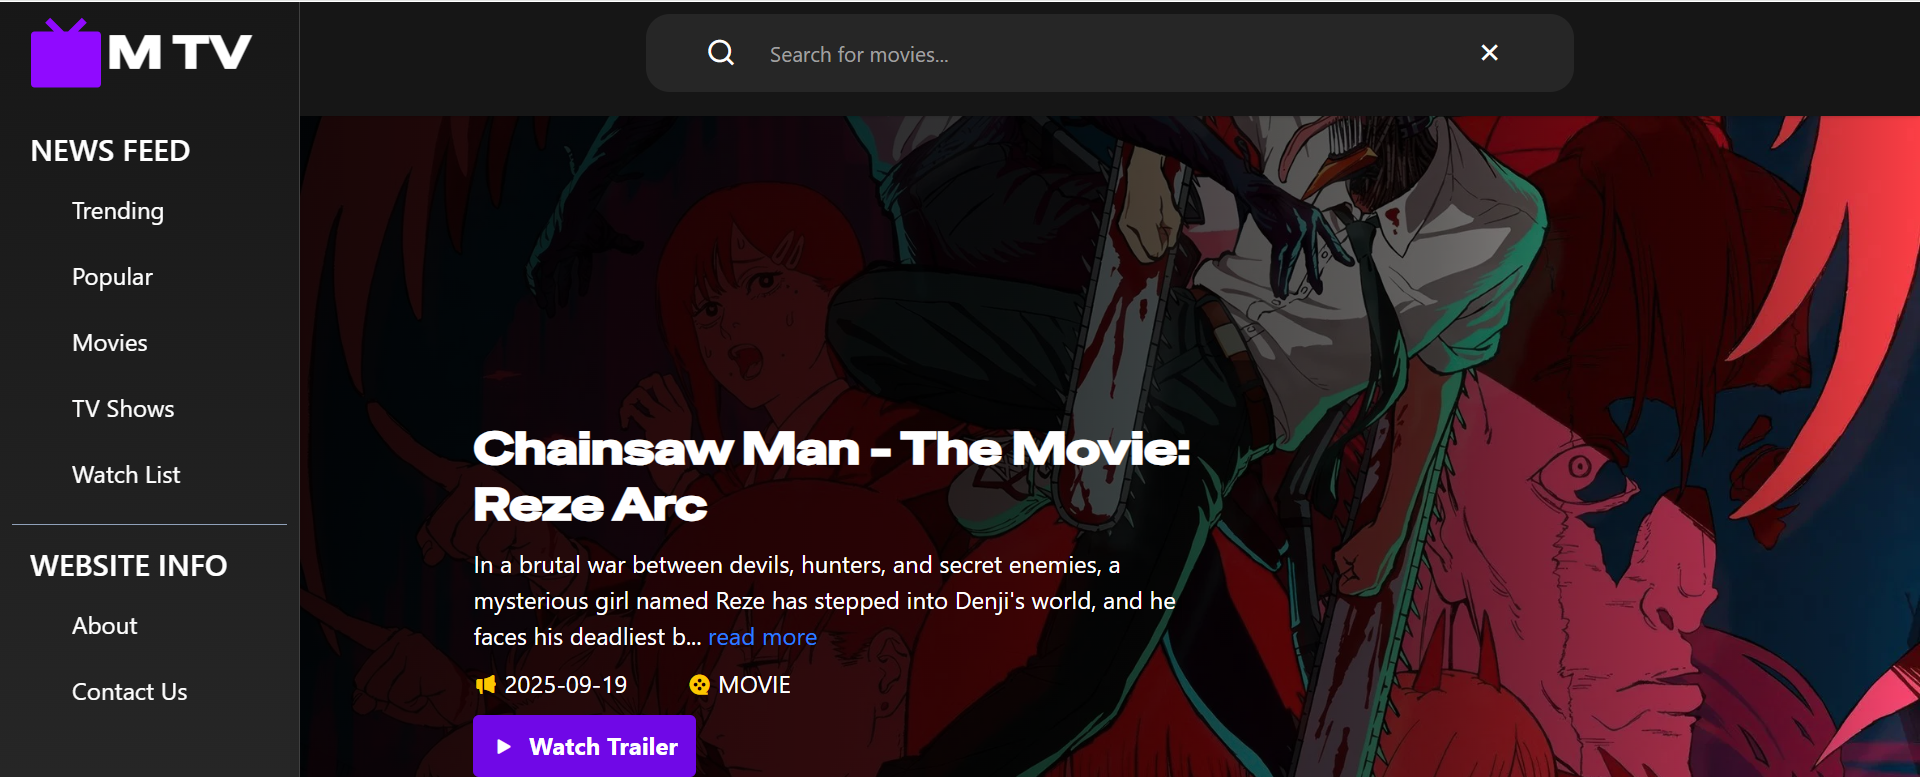 M TV
Search for movies...
NEWS FEED
Trending
Popular
Movies
TV Shows
Watch List
WEBSITE INFO
About
Contact Us
Chainsaw Man - The Movie:
Reze Arc
In a brutal war between devils, hunters, and secret enemies, a
mysterious girl named Reze has stepped into Denji's world, and he
faces his deadliest b... read more
2025-09-19 MOVIE
Watch Trailer